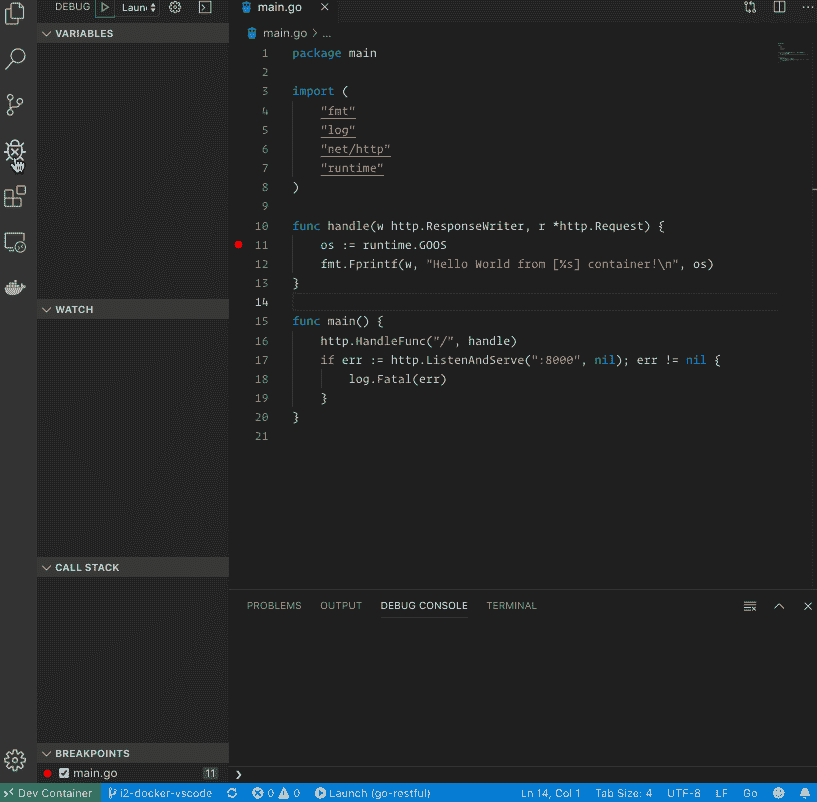 DEBUG Laun
main.go
VARIABLES
main.go > ...
1 package main
2
3 import (
4 "fmt"
5 "log"
6 "net/http"
7 "runtime"
8 )
9
10 func handle(w http.ResponseWriter, r *http.Request) {
11 os := runtime.GOOS
12 fmt.Fprintf(w, "Hello World from [%s] container!\n", os)
13 }
14
15 func main() {
16 http.HandleFunc("/", handle)
17 if err := http.ListenAndServe(":8000", nil); err != nil {
18 log.Fatal(err)
19 }
20 }
21
WATCH
CALL STACK
PROBLEMS OUTPUT DEBUG CONSOLE TERMINAL
BREAKPOINTS
main.go 11
Dev Container i2-docker-vscode 0 0 Launch (go-restful) Ln 14, Col 1 Tab Size: 4 UTF-8 LF Go